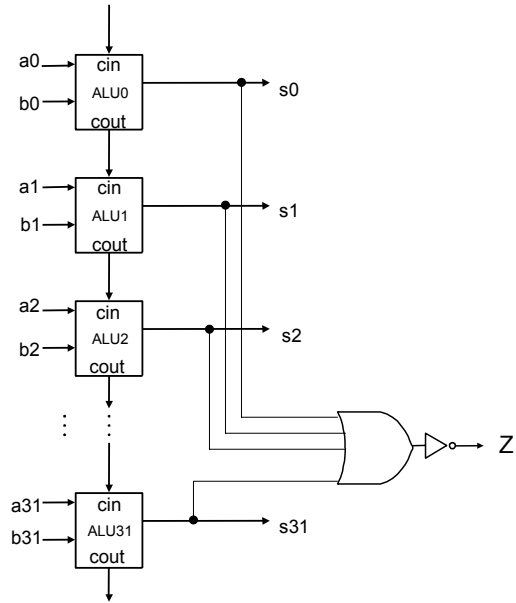 a0 cin
ALU0 s0
b0
cout
a1 cin
ALU1 s1
b1
cout
a2 cin
ALU2 s2
b2
cout
Z
a31 cin
ALU31 s31
b31
cout